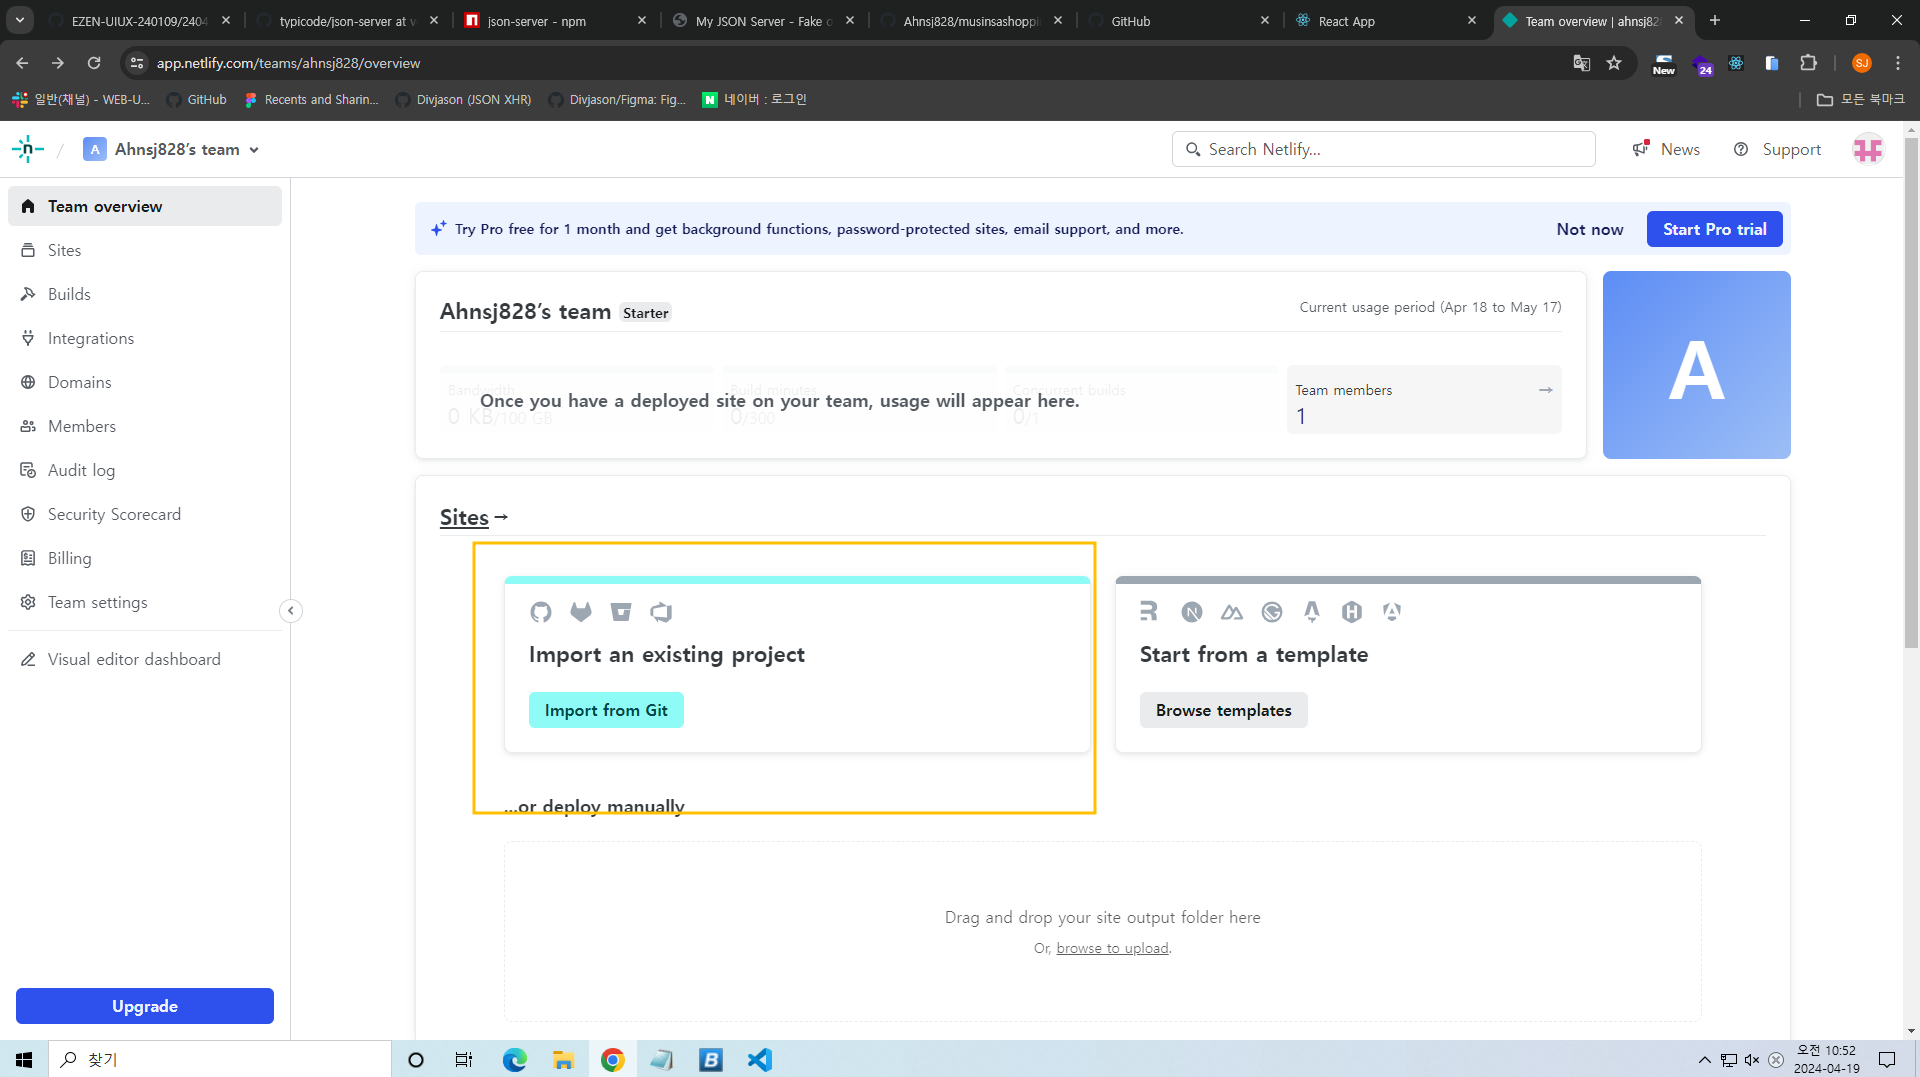 EZEN-UIUX-240109/2404
typicode/json-server at v
json-server - npm
My JSON Server - Fake o
Ahnsj828/musinsashoppi
GitHub
React App
Team overview | ahnsj82
app.netlify.com/teams/ahnsj828/overview
New
24
SJ
일반(채널) - WEB-U...
GitHub
Recents and Sharin...
Divjason (JSON XHR)
Divjason/Figma: Fig...
네이버 : 로그인
모든 북마크
n
/
A
Ahnsj828's team
Search Netlify...
News
Support
Team overview
Sites
Builds
Integrations
Domains
Members
Audit log
Security Scorecard
Billing
Team settings
Visual editor dashboard
Upgrade
Try Pro free for 1 month and get background functions, password-protected sites, email support, and more.
Not now
Start Pro trial
Ahnsj828's team Starter
Current usage period (Apr 18 to May 17)
Bandwidth
0 KB/100 GB
Build minutes
0/300
Concurrent builds
0/1
Once you have a deployed site on your team, usage will appear here.
Team members →
1
A
Sites →
Import an existing project
Import from Git
Start from a template
Browse templates
...or deploy manually
Drag and drop your site output folder here
Or, browse to upload.
찾기
오전 10:52
2024-04-19